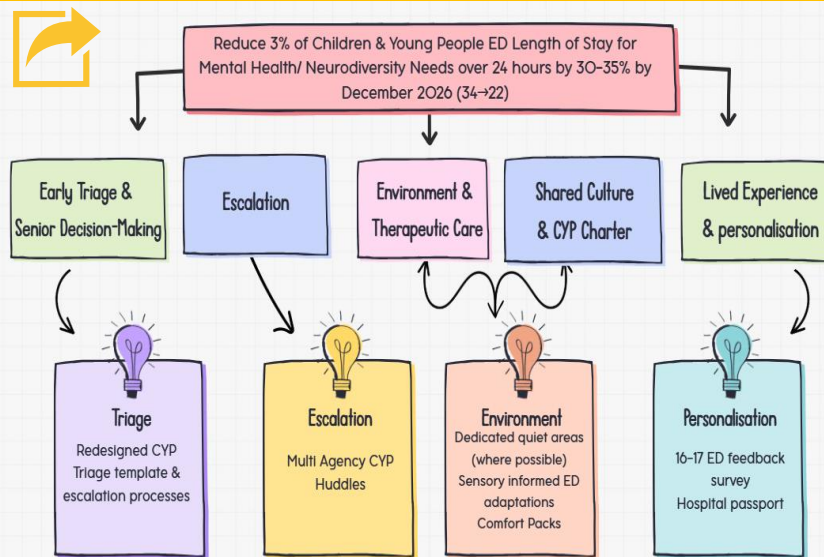 Reduce 3% of Children & Young People ED Length of Stay for
Mental Health/ Neurodiversity Needs over 24 hours by 30-35% by
December 2026 (34→22)
Early Triage &
Senior Decision-Making
Escalation
Environment &
Therapeutic Care
Shared Culture
& CYP Charter
Lived Experience
& personalisation
Triage
Redesigned CYP
Triage template &
escalation processes
Escalation
Multi Agency CYP
Huddles
Environment
Dedicated quiet areas
(where possible)
Sensory informed ED
adaptations
Comfort Packs
Personalisation
16-17 ED feedback
survey
Hospital passport